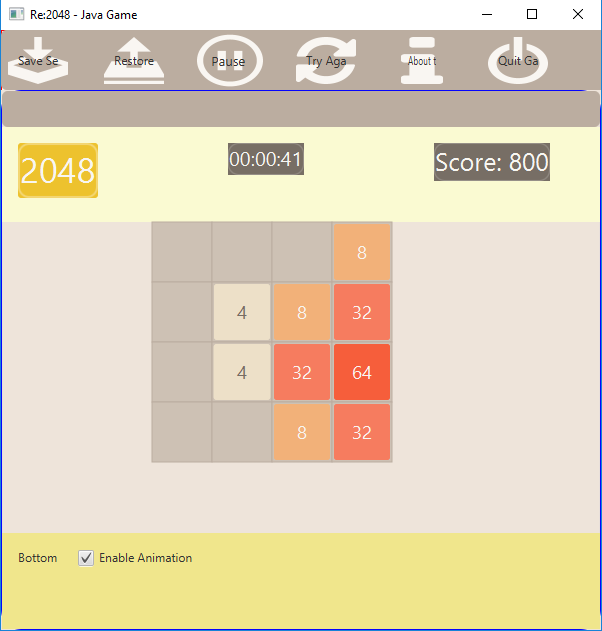 Re:2048 - Java Game
Save Se Restore Pause Try Aga About t Quit Ga
2048 00:00:41 Score: 800
8
4 8 32
4 32 64
8 32
Bottom Enable Animation